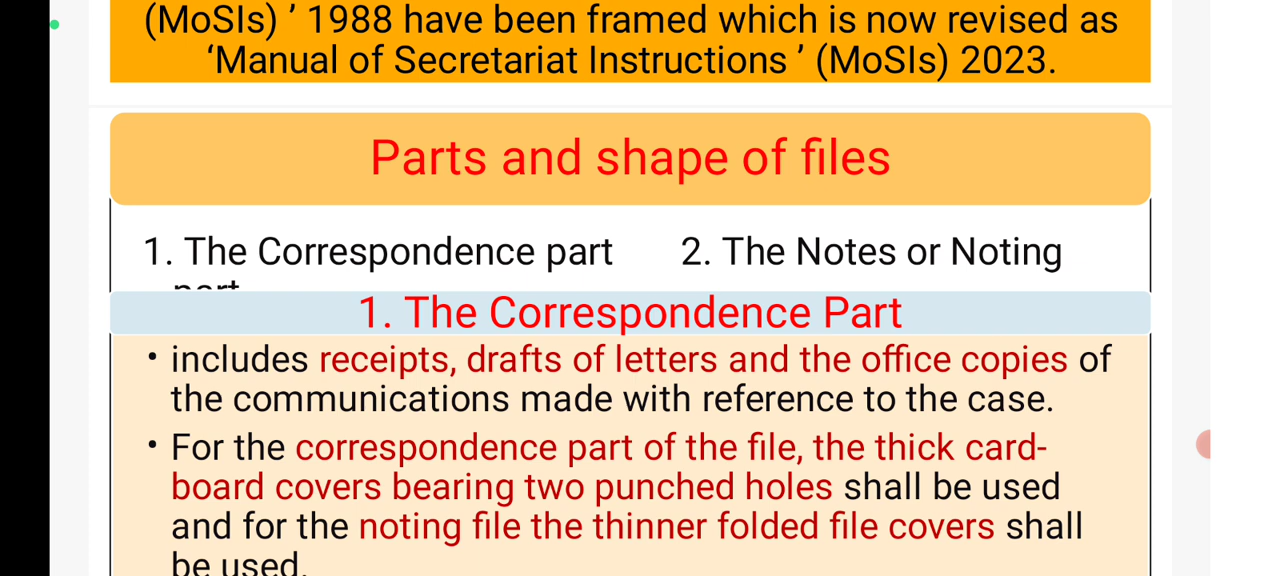 (MoSIs) ’ 1988 have been framed which is now revised as
‘Manual of Secretariat Instructions ’ (MoSIs) 2023.
Parts and shape of files
1. The Correspondence part 2. The Notes or Noting
part
1. The Correspondence Part
• includes receipts, drafts of letters and the office copies of
the communications made with reference to the case.
• For the correspondence part of the file, the thick card-
board covers bearing two punched holes shall be used
and for the noting file the thinner folded file covers shall
be used.